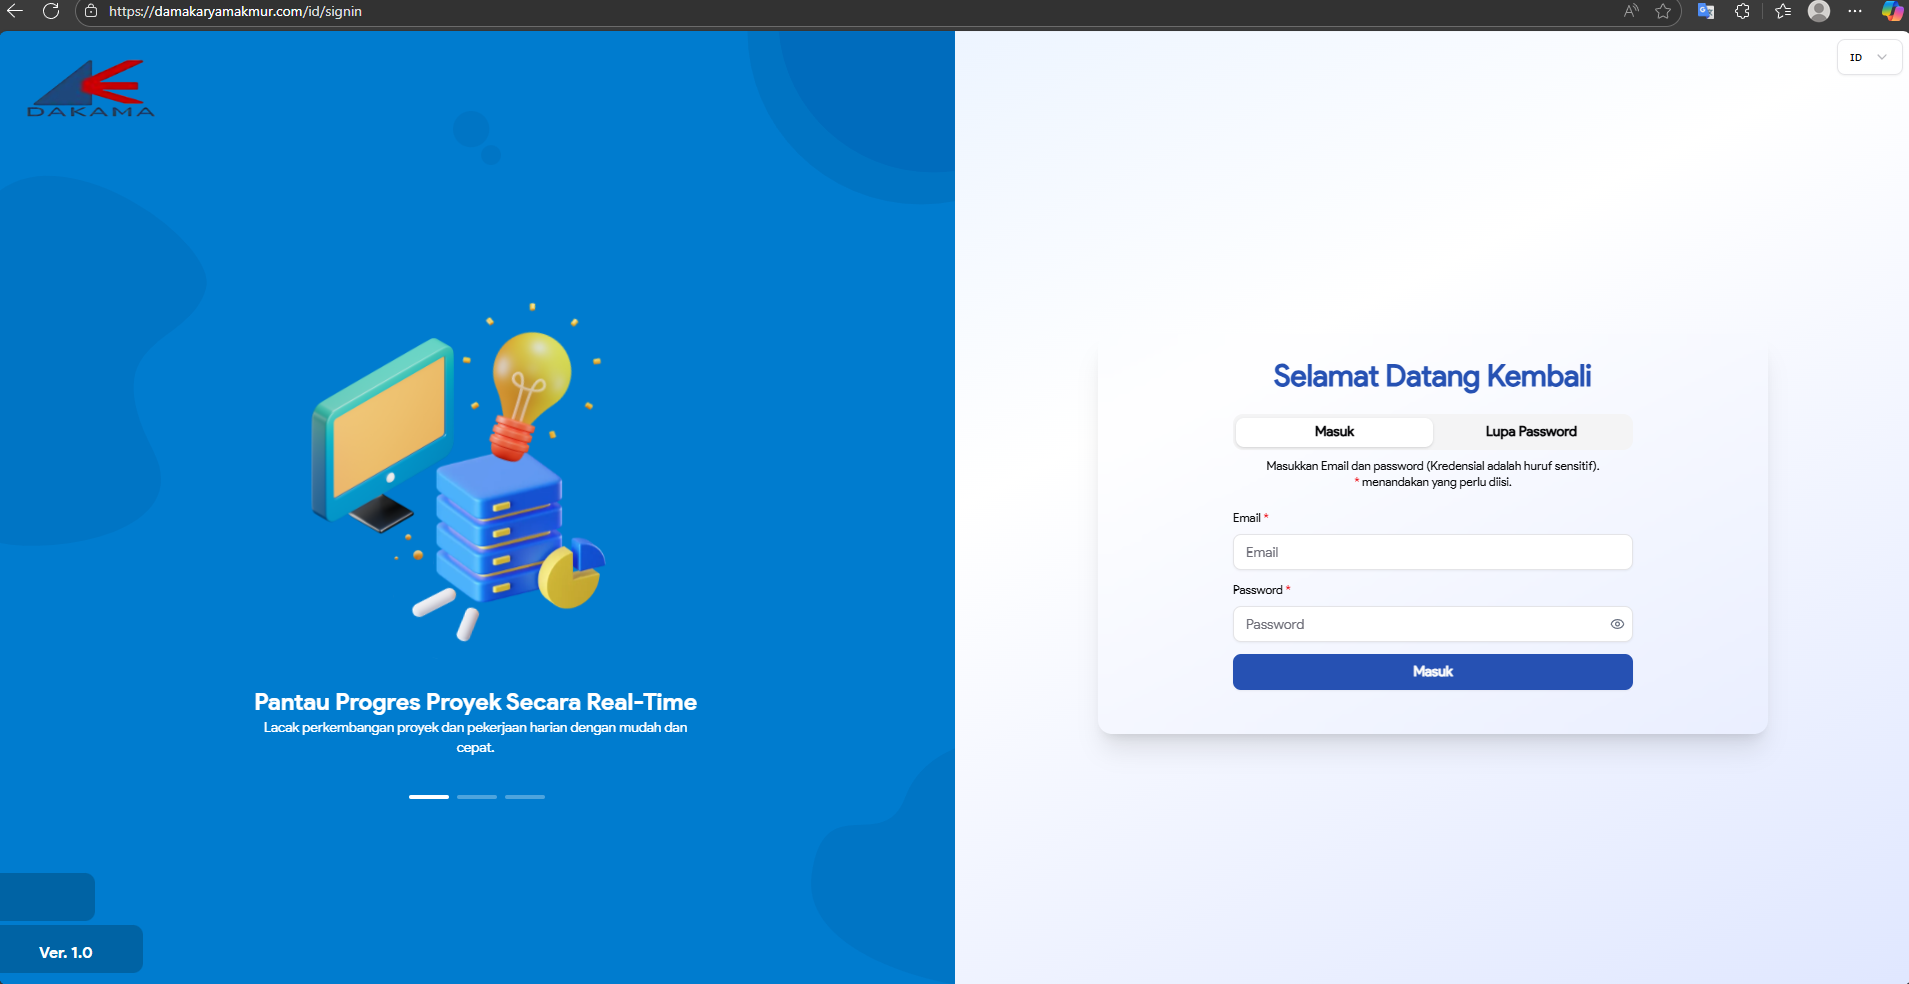 https://damakaryamakmur.com/id/signin
DAKAMA
ID
Selamat Datang Kembali
Masuk
Lupa Password
Masukkan Email dan password (Kredensial adalah huruf sensitif).
* menandakan yang perlu diisi.
Email *
Email
Password *
Password
Masuk
Pantau Progres Proyek Secara Real-Time
Lacak perkembangan proyek dan pekerjaan harian dengan mudah dan
cepat.
Ver. 1.0